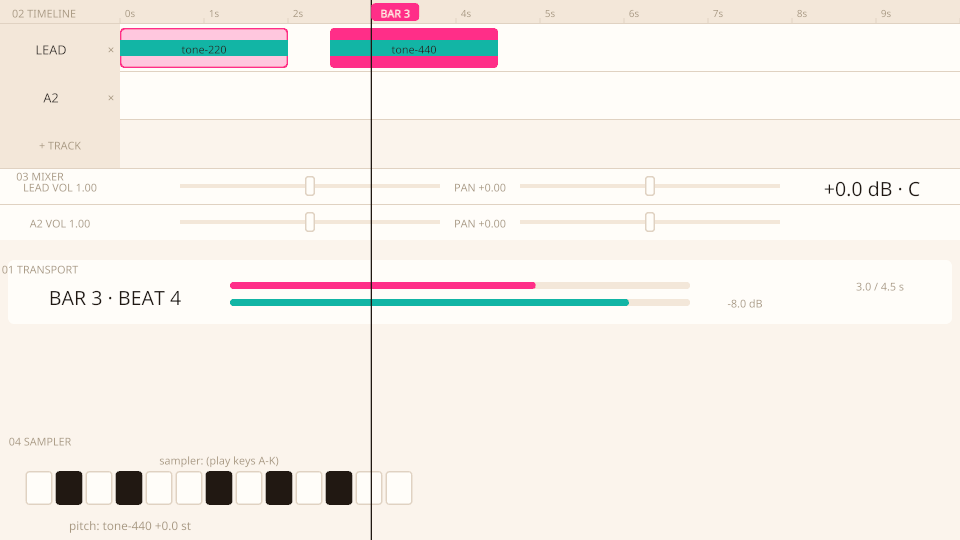 02 TIMELINE 0s 1s 2s BAR 3 4s 5s 6s 7s 8s 9s
LEAD × tone-220 tone-440
A2 ×
+ TRACK
03 MIXER
LEAD VOL 1.00 PAN +0.00 +0.0 dB · C
A2 VOL 1.00 PAN +0.00
01 TRANSPORT
BAR 3 · BEAT 4 3.0 / 4.5 s
-8.0 dB
04 SAMPLER
sampler: (play keys A-K)
pitch: tone-440 +0.0 st